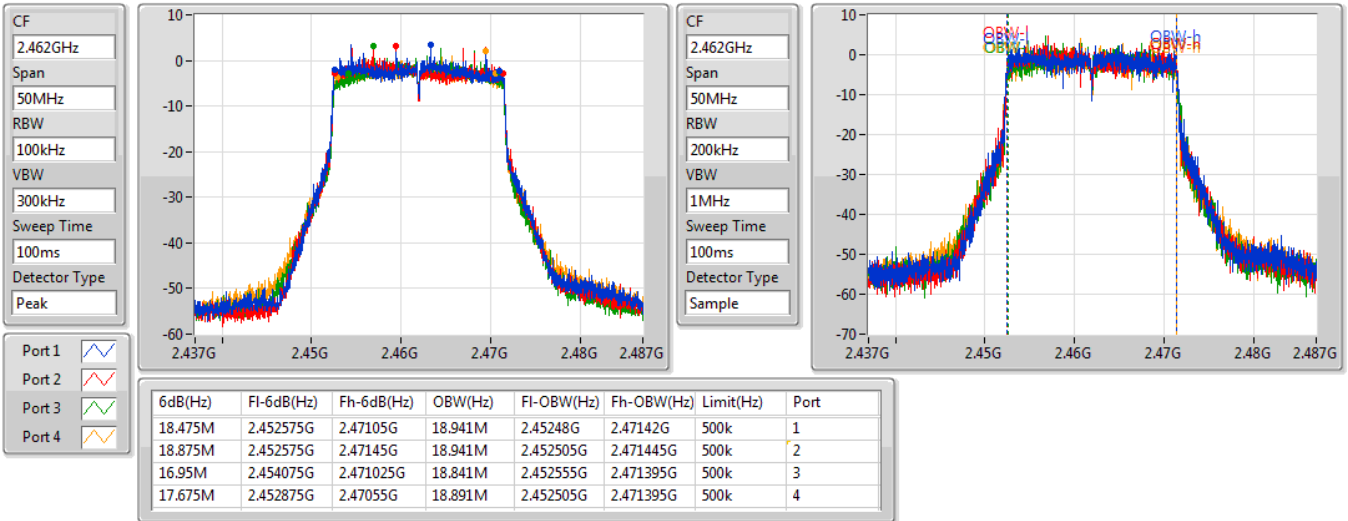 CF
2.462GHz
Span
50MHz
RBW
100kHz
VBW
300kHz
Sweep Time
100ms
Detector Type
Peak
10
0
-10
-20
-30
-40
-50
-60
2.437G 2.45G 2.46G 2.47G 2.48G 2.487G
CF
2.462GHz
Span
50MHz
RBW
200kHz
VBW
1MHz
Sweep Time
100ms
Detector Type
Sample
10
0
-10
-20
-30
-40
-50
-60
-70
OBW-l OBW-h
2.437G 2.45G 2.46G 2.47G 2.48G 2.487G
Port 1
Port 2
Port 3
Port 4
6dB(Hz) Fl-6dB(Hz) Fh-6dB(Hz) OBW(Hz) Fl-OBW(Hz) Fh-OBW(Hz) Limit(Hz) Port
18.475M 2.452575G 2.47105G 18.941M 2.45248G 2.47142G 500k 1
18.875M 2.452575G 2.47145G 18.941M 2.452505G 2.471445G 500k 2
16.95M 2.454075G 2.471025G 18.841M 2.452555G 2.471395G 500k 3
17.675M 2.452875G 2.47055G 18.891M 2.452505G 2.471395G 500k 4